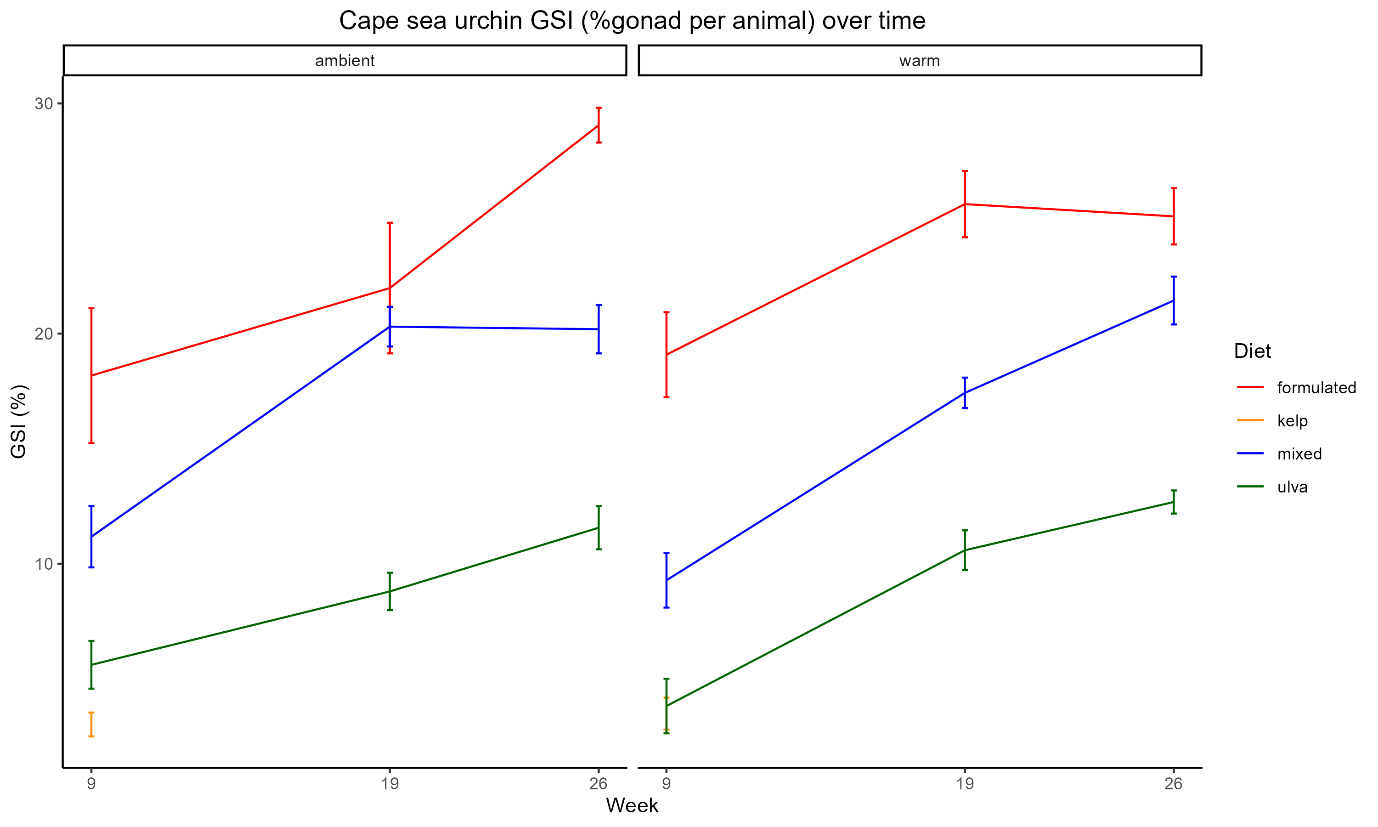 Cape sea urchin GSI (%gonad per animal) over time
ambient
warm
30
20
10
GSI (%)
9
19
26
9
19
26
Week
Diet
formulated
kelp
mixed
ulva